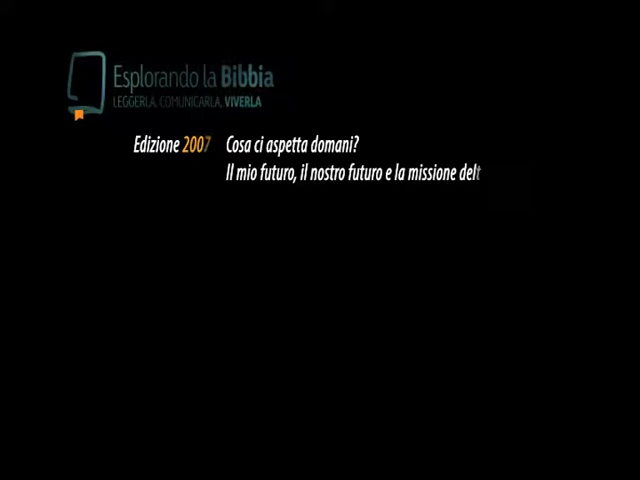 Esplorando la Bibbia
LEGGERLA, COMUNICARLA, VIVERLA
Edizione 2007 Cosa ci aspetta domani?
Il mio futuro, il nostro futuro e la missione dell